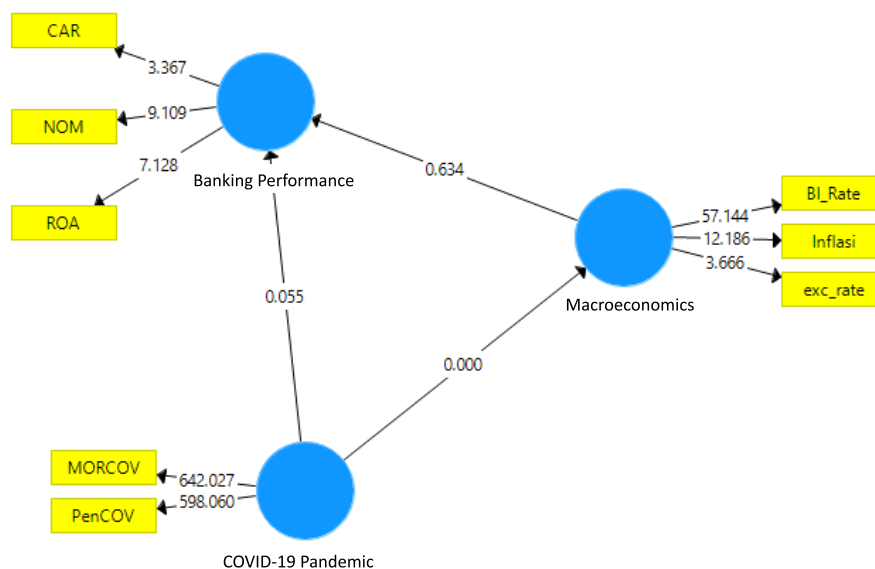 CAR
3.367
NOM
9.109
7.128
ROA
Banking Performance
0.634
BI_Rate
57.144
12.186
Inflasi
3.666
exc_rate
Macroeconomics
0.055
0.000
MORCOV
642.027
598.060
PenCOV
COVID-19 Pandemic